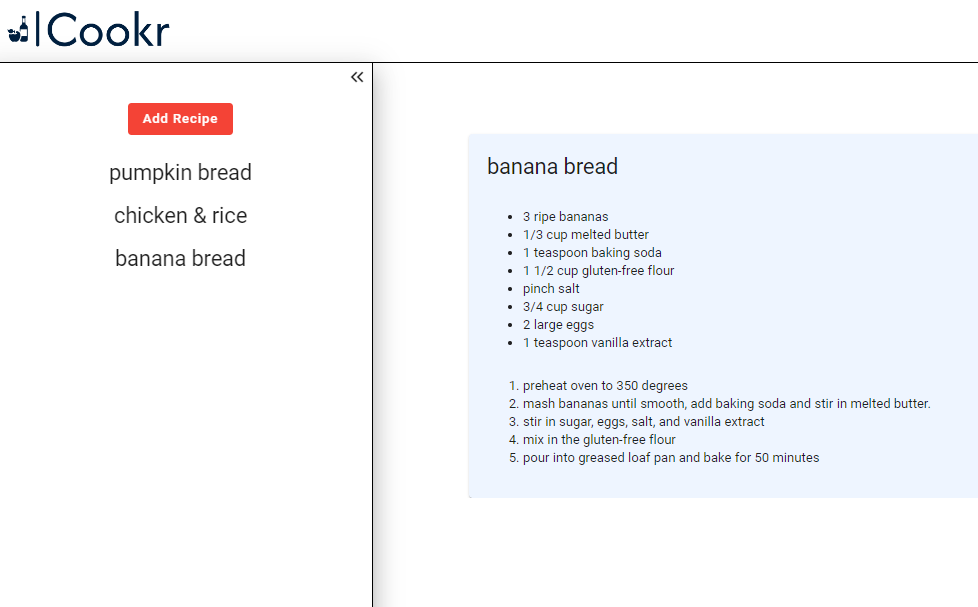 Cookr
Add Recipe
pumpkin bread
chicken & rice
banana bread
banana bread
3 ripe bananas
1/3 cup melted butter
1 teaspoon baking soda
1 1/2 cup gluten-free flour
pinch salt
3/4 cup sugar
2 large eggs
1 teaspoon vanilla extract
1. preheat oven to 350 degrees
2. mash bananas until smooth, add baking soda and stir in melted butter.
3. stir in sugar, eggs, salt, and vanilla extract
4. mix in the gluten-free flour
5. pour into greased loaf pan and bake for 50 minutes